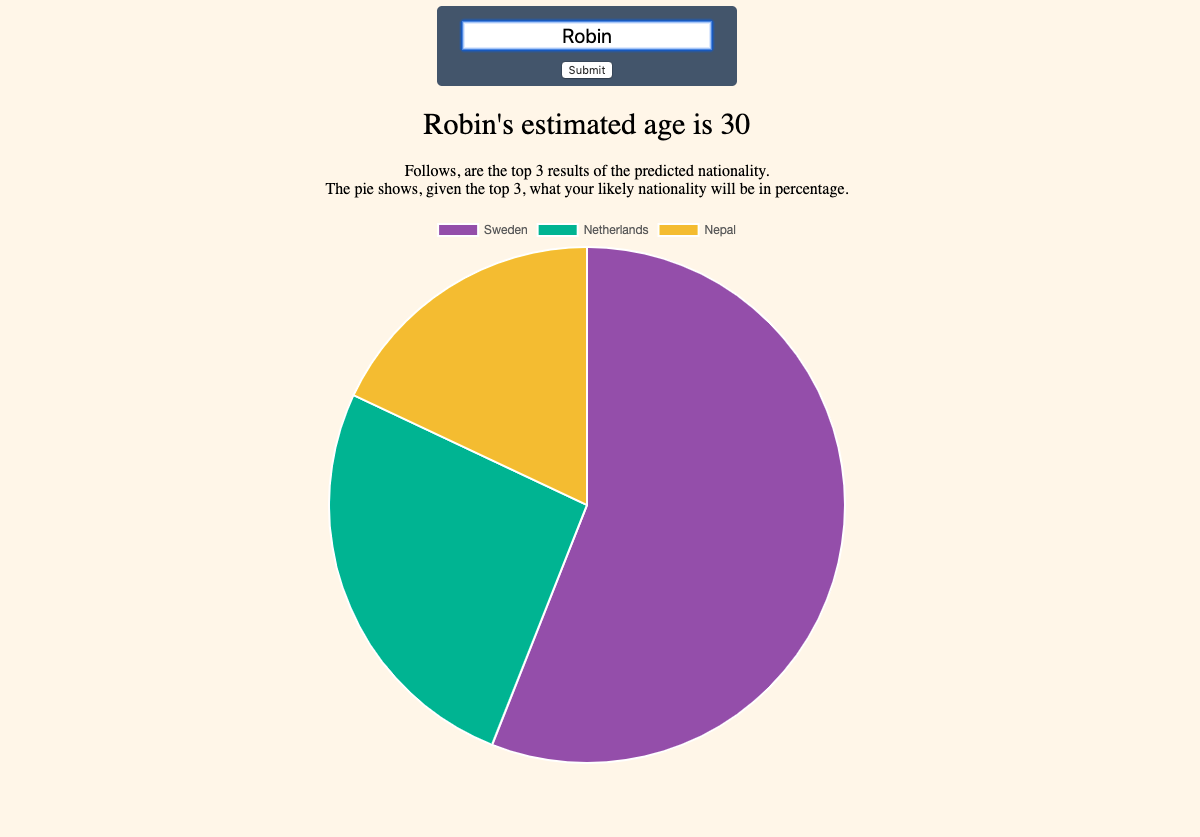 Robin
Submit
Robin's estimated age is 30
Follows, are the top 3 results of the predicted nationality.
The pie shows, given the top 3, what your likely nationality will be in percentage.
Sweden Netherlands Nepal